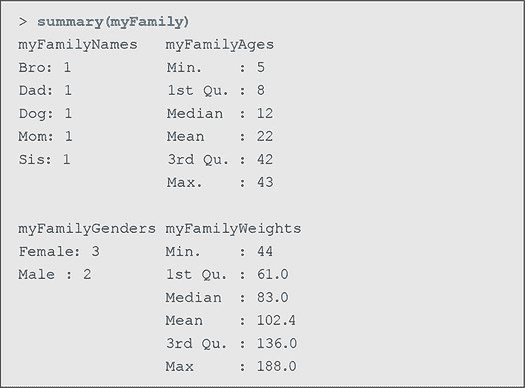 > summary(myFamily)
myFamilyNames   myFamilyAges
Bro: 1          Min.    : 5
Dad: 1          1st Qu. : 8
Dog: 1          Median  : 12
Mom: 1          Mean    : 22
Sis: 1          3rd Qu. : 42
                Max.    : 43
myFamilyGenders myFamilyWeights
Female: 3       Min.    : 44
Male : 2        1st Qu. : 61.0
                Median  : 83.0
                Mean    : 102.4
                3rd Qu. : 136.0
                Max     : 188.0